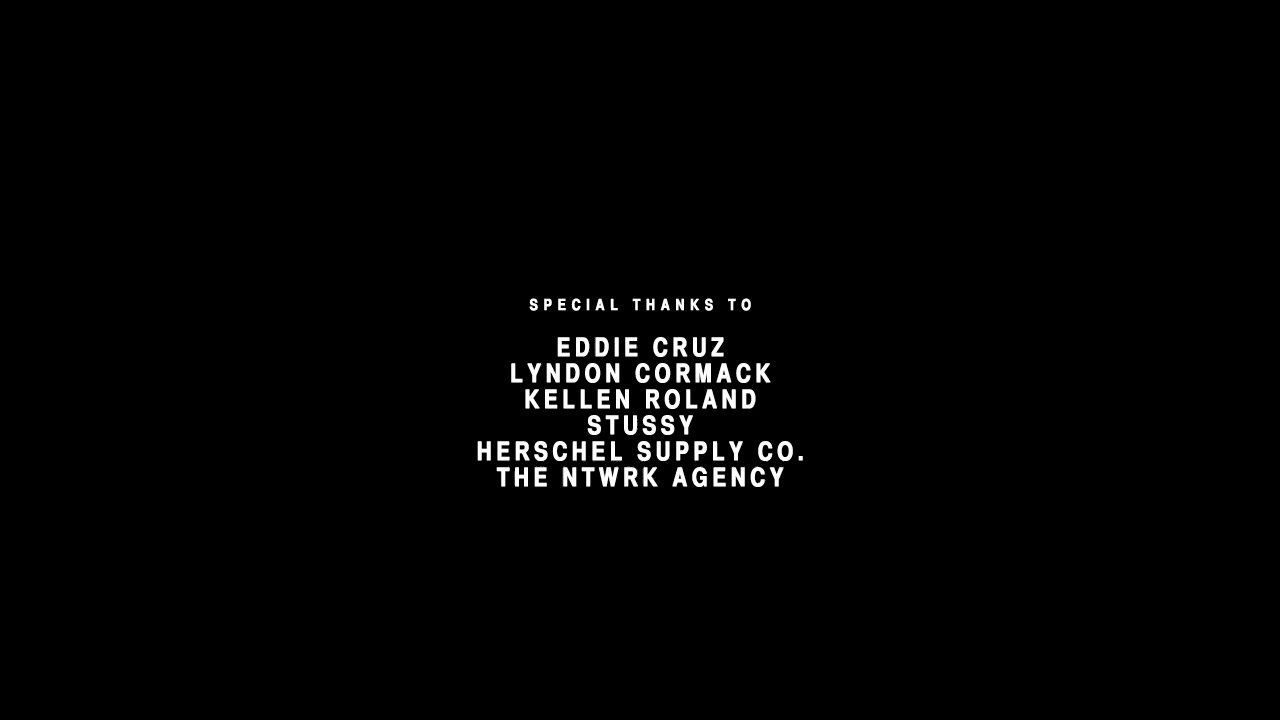 SPECIAL THANKS TO
EDDIE CRUZ
LYNDON CORMACK
KELLEN ROLAND
STUSSY
HERSCHEL SUPPLY CO.
THE NTWRK AGENCY